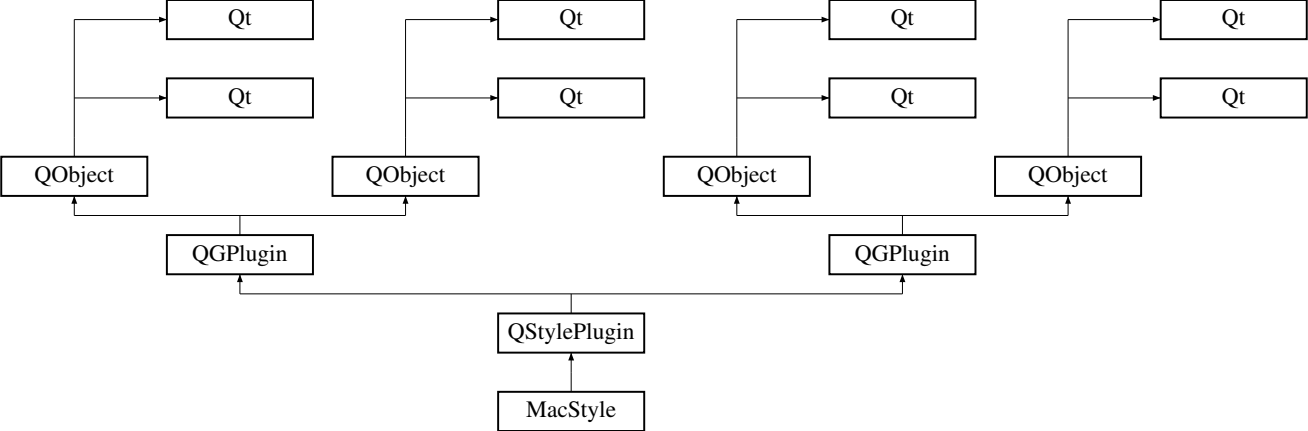 Qt Qt Qt Qt
Qt Qt Qt Qt
QObject QObject QObject QObject
QGPlugin QGPlugin
QStylePlugin
MacStyle